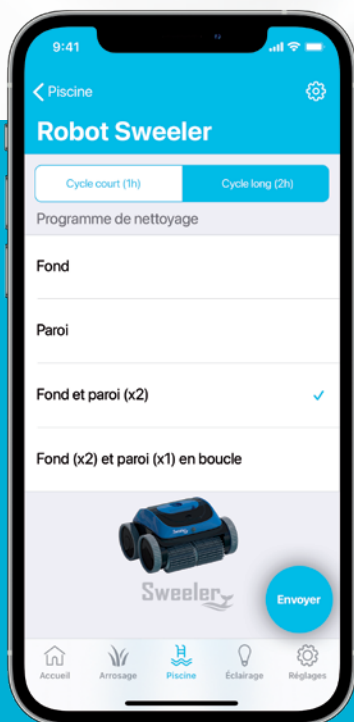 9:41
Piscine
Robot Sweeler
Cycle court (1h) Cycle long (2h)
Programme de nettoyage
Fond
Paroi
Fond et paroi (x2)
Fond (x2) et paroi (x1) en boucle
Sweeler
Envoyer
Accueil Arrosage Piscine Éclairage Réglages